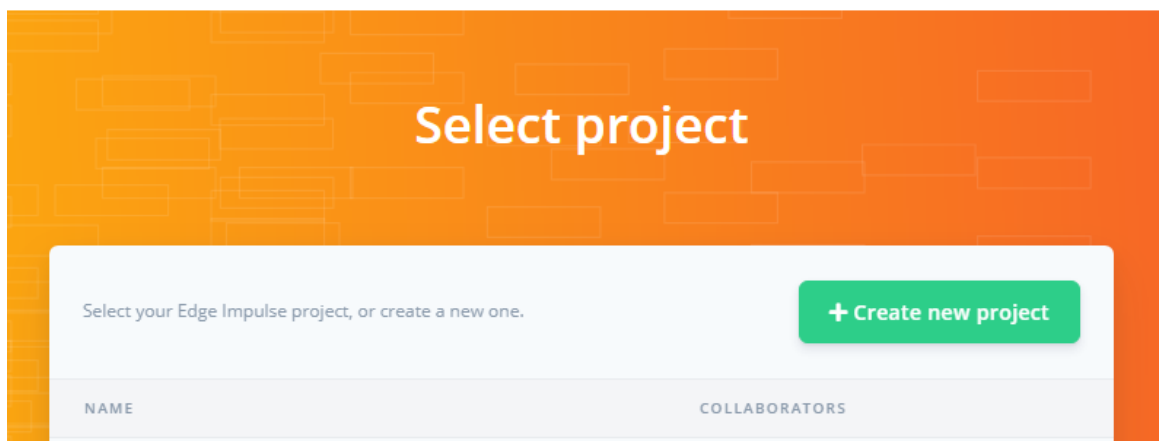 Select project
Select your Edge Impulse project, or create a new one.
+ Create new project
NAME
COLLABORATORS